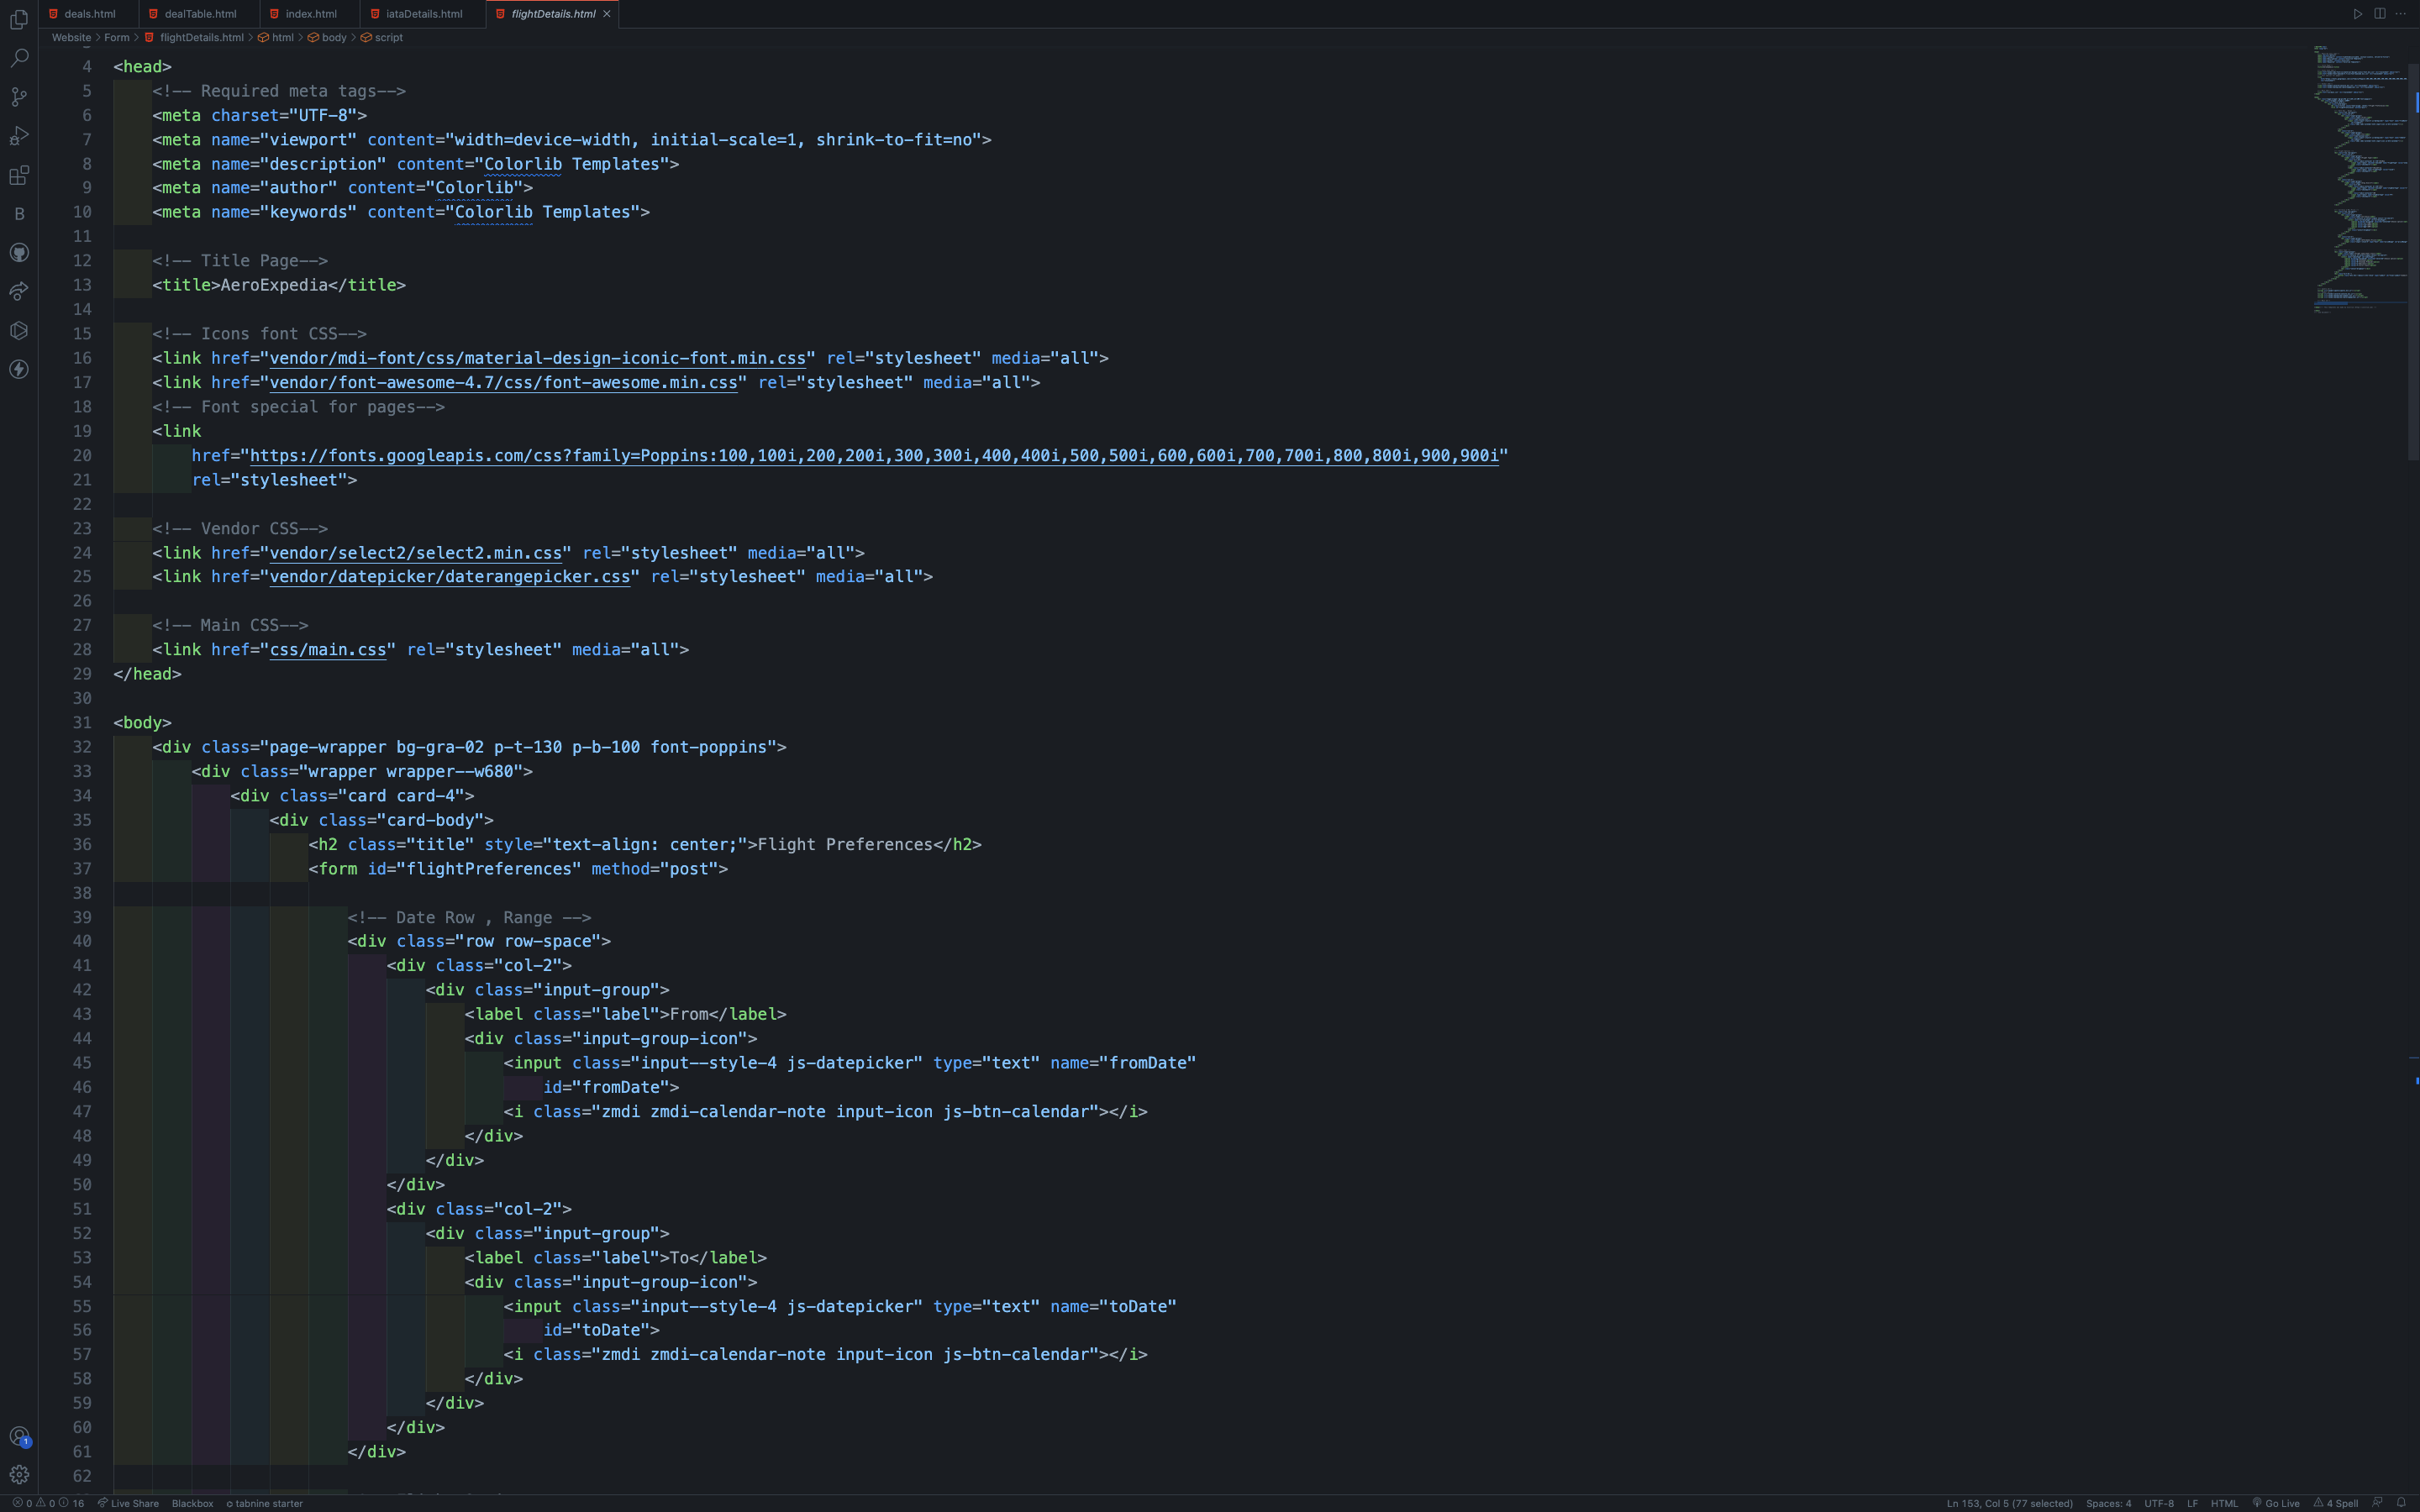 deals.html dealTable.html index.html iataDetails.html flightDetails.html
Website > Form > flightDetails.html > html > body > script
4 <head>
5 <!-- Required meta tags-->
6 <meta charset="UTF-8">
7 <meta name="viewport" content="width=device-width, initial-scale=1, shrink-to-fit=no">
8 <meta name="description" content="Colorlib Templates">
9 <meta name="author" content="Colorlib">
10 <meta name="keywords" content="Colorlib Templates">
11
12 <!-- Title Page-->
13 <title>AeroExpedia</title>
14
15 <!-- Icons font CSS-->
16 <link href="vendor/mdi-font/css/material-design-iconic-font.min.css" rel="stylesheet" media="all">
17 <link href="vendor/font-awesome-4.7/css/font-awesome.min.css" rel="stylesheet" media="all">
18 <!-- Font special for pages-->
19 <link
20 href="https://fonts.googleapis.com/css?family=Poppins:100,100i,200,200i,300,300i,400,400i,500,500i,600,600i,700,700i,800,800i,900,900i"
21 rel="stylesheet">
22
23 <!-- Vendor CSS-->
24 <link href="vendor/select2/select2.min.css" rel="stylesheet" media="all">
25 <link href="vendor/datepicker/daterangepicker.css" rel="stylesheet" media="all">
26
27 <!-- Main CSS-->
28 <link href="css/main.css" rel="stylesheet" media="all">
29 </head>
30
31 <body>
32 <div class="page-wrapper bg-gra-02 p-t-130 p-b-100 font-poppins">
33 <div class="wrapper wrapper--w680">
34 <div class="card card-4">
35 <div class="card-body">
36 <h2 class="title" style="text-align: center;">Flight Preferences</h2>
37 <form id="flightPreferences" method="post">
38
39 <!-- Date Row , Range -->
40 <div class="row row-space">
41 <div class="col-2">
42 <div class="input-group">
43 <label class="label">From</label>
44 <div class="input-group-icon">
45 <input class="input--style-4 js-datepicker" type="text" name="fromDate"
46 id="fromDate">
47 <i class="zmdi zmdi-calendar-note input-icon js-btn-calendar"></i>
48 </div>
49 </div>
50 </div>
51 <div class="col-2">
52 <div class="input-group">
53 <label class="label">To</label>
54 <div class="input-group-icon">
55 <input class="input--style-4 js-datepicker" type="text" name="toDate"
56 id="toDate">
57 <i class="zmdi zmdi-calendar-note input-icon js-btn-calendar"></i>
58 </div>
59 </div>
60 </div>
61 </div>
62
B
1
0 0 16 Live Share Blackbox tabnine starter Ln 153, Col 5 (77 selected) Spaces: 4 UTF-8 LF HTML Go Live 4 Spell